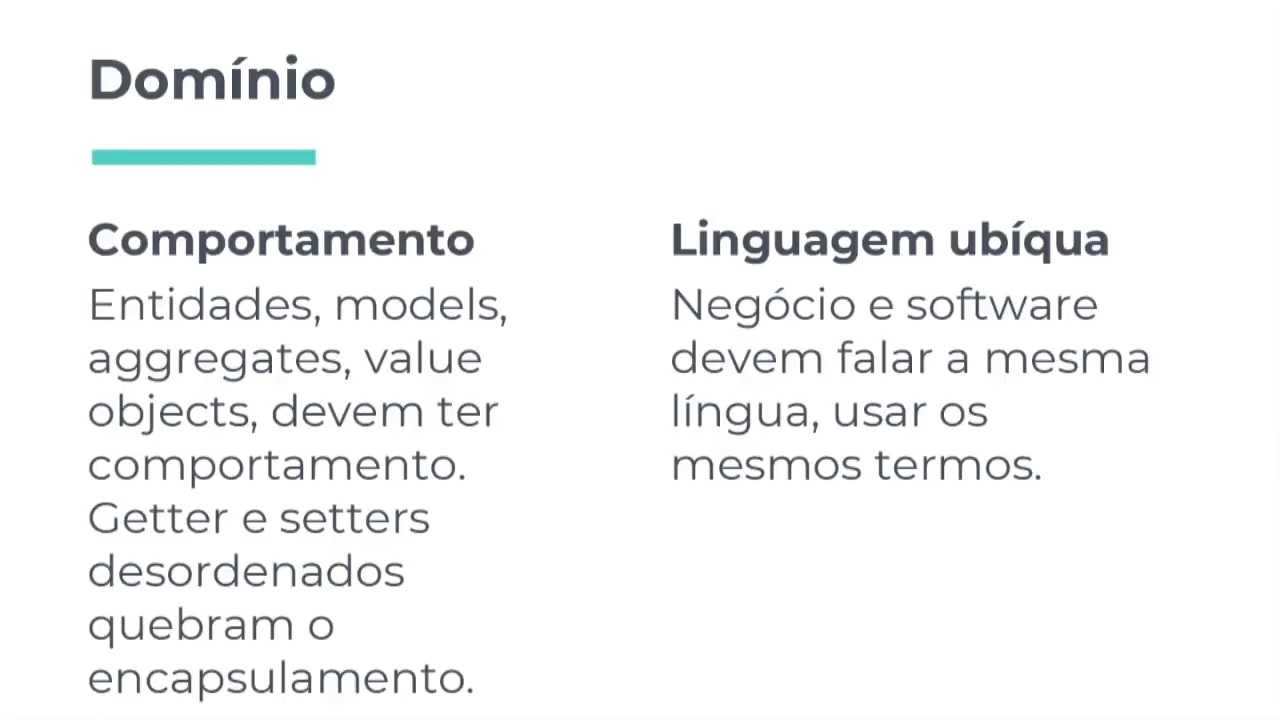 Domínio
Comportamento
Entidades, models,
aggregates, value
objects, devem ter
comportamento.
Getter e setters
desordenados
quebram o
encapsulamento.
Linguagem ubíqua
Negócio e software
devem falar a mesma
língua, usar os
mesmos termos.